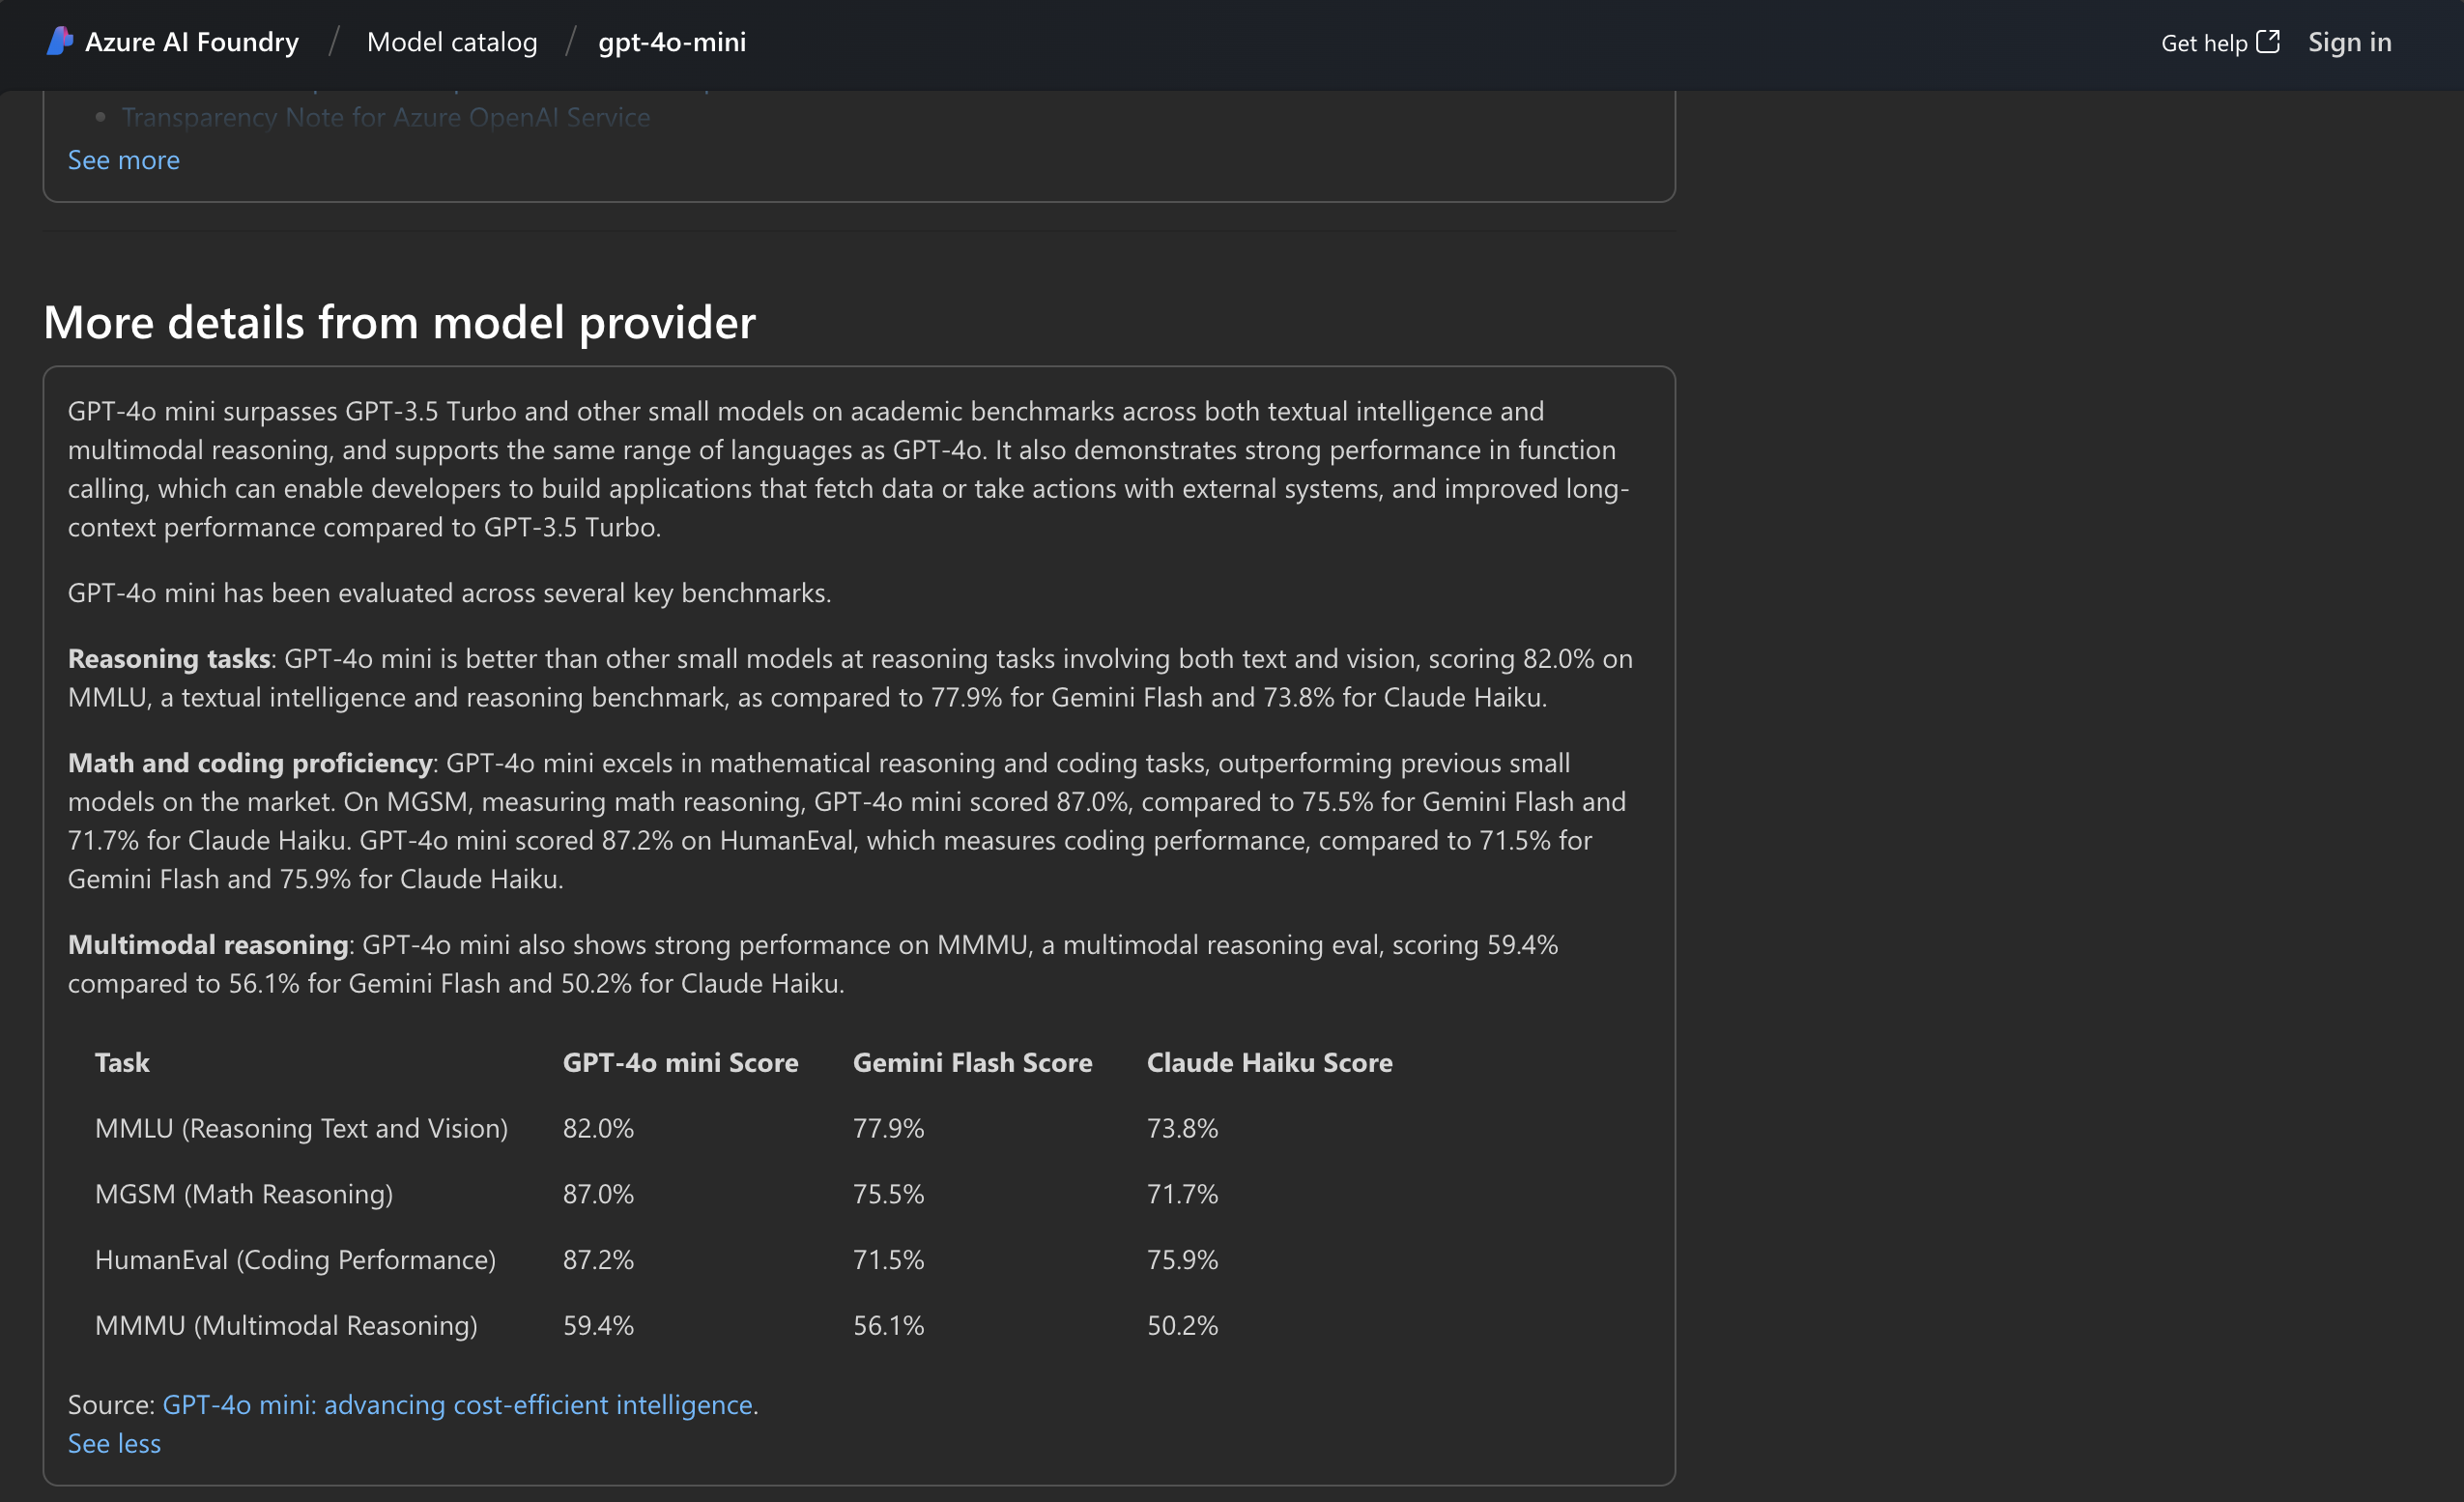 Azure AI Foundry / Model catalog / gpt-4o-mini
Get help Sign in
• Transparency Note for Azure OpenAI Service
See more
More details from model provider
GPT-4o mini surpasses GPT-3.5 Turbo and other small models on academic benchmarks across both textual intelligence and
multimodal reasoning, and supports the same range of languages as GPT-4o. It also demonstrates strong performance in function
calling, which can enable developers to build applications that fetch data or take actions with external systems, and improved long-
context performance compared to GPT-3.5 Turbo.
GPT-4o mini has been evaluated across several key benchmarks.
Reasoning tasks: GPT-4o mini is better than other small models at reasoning tasks involving both text and vision, scoring 82.0% on
MMLU, a textual intelligence and reasoning benchmark, as compared to 77.9% for Gemini Flash and 73.8% for Claude Haiku.
Math and coding proficiency: GPT-4o mini excels in mathematical reasoning and coding tasks, outperforming previous small
models on the market. On MGSM, measuring math reasoning, GPT-4o mini scored 87.0%, compared to 75.5% for Gemini Flash and
71.7% for Claude Haiku. GPT-4o mini scored 87.2% on HumanEval, which measures coding performance, compared to 71.5% for
Gemini Flash and 75.9% for Claude Haiku.
Multimodal reasoning: GPT-4o mini also shows strong performance on MMMU, a multimodal reasoning eval, scoring 59.4%
compared to 56.1% for Gemini Flash and 50.2% for Claude Haiku.
Task GPT-4o mini Score Gemini Flash Score Claude Haiku Score
MMLU (Reasoning Text and Vision) 82.0% 77.9% 73.8%
MGSM (Math Reasoning) 87.0% 75.5% 71.7%
HumanEval (Coding Performance) 87.2% 71.5% 75.9%
MMMU (Multimodal Reasoning) 59.4% 56.1% 50.2%
Source: GPT-4o mini: advancing cost-efficient intelligence.
See less